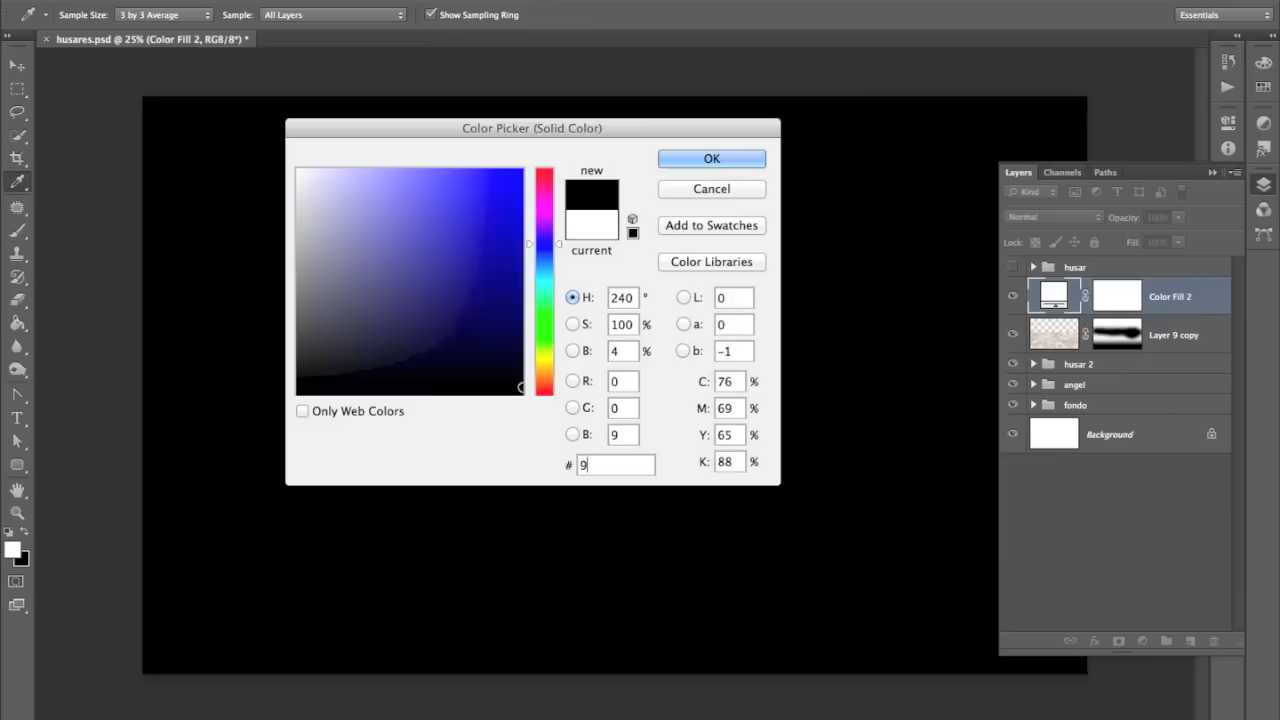 Sample Size: 3 by 3 Average Sample: All Layers Show Sampling Ring Essentials
husares.psd @ 25% (Color Fill 2, RGB/8*) *
Color Picker (Solid Color)
new
current
OK
Cancel
Add to Swatches
Color Libraries
H: 240 ° L: 0
S: 100 % a: 0
B: 4 % b: -1
R: 0 C: 76 %
G: 0 M: 69 %
B: 9 Y: 65 %
# 9 K: 88 %
Only Web Colors
Layers Channels Paths
Kind
Normal Opacity: 100%
Lock: Fill: 100%
husar
Color Fill 2
Layer 9 copy
husar 2
angel
fondo
Background